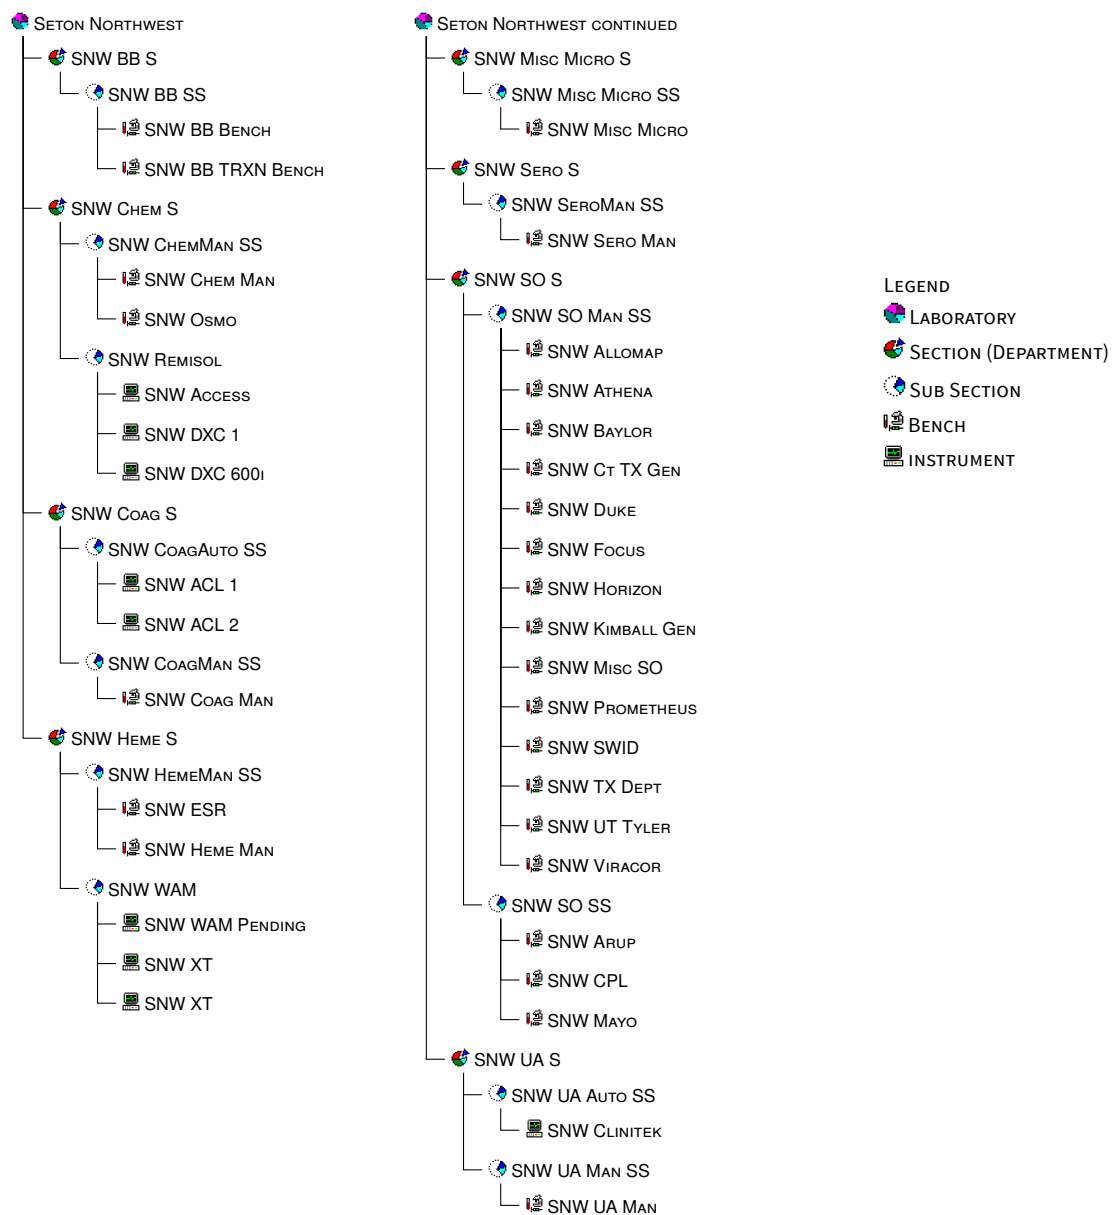 Seton Northwest
SNW BB S
SNW BB SS
SNW BB Bench
SNW BB TRXN Bench
SNW Chem S
SNW ChemMan SS
SNW Chem Man
SNW Osmo
SNW Remisol
SNW Access
SNW DXC 1
SNW DXC 600i
SNW Coag S
SNW CoagAuto SS
SNW ACL 1
SNW ACL 2
SNW CoagMan SS
SNW Coag Man
SNW Heme S
SNW HemeMan SS
SNW ESR
SNW Heme Man
SNW WAM
SNW WAM Pending
SNW XT
SNW XT
Seton Northwest continued
SNW Misc Micro S
SNW Misc Micro SS
SNW Misc Micro
SNW Sero S
SNW SeroMan SS
SNW Sero Man
SNW SO S
SNW SO Man SS
SNW Allomap
SNW Athena
SNW Baylor
SNW Ct TX Gen
SNW Duke
SNW Focus
SNW Horizon
SNW Kimball Gen
SNW Misc SO
SNW Prometheus
SNW SWID
SNW TX Dept
SNW UT Tyler
SNW Viracor
SNW SO SS
SNW Arup
SNW CPL
SNW Mayo
SNW UA S
SNW UA Auto SS
SNW Clinitek
SNW UA Man SS
SNW UA Man
Legend
Laboratory
Section (Department)
Sub Section
Bench
instrument